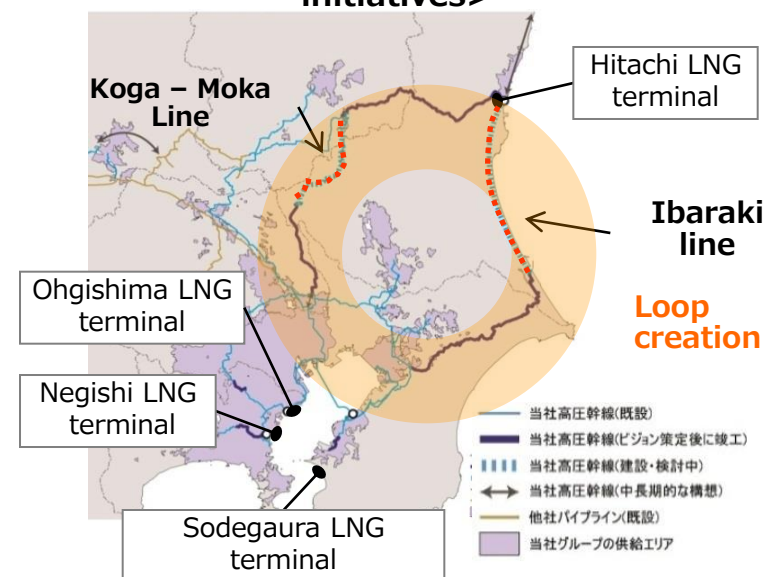 initiatives>
Hitachi LNG
terminal
Koga – Moka
Line
Ibaraki
line
Loop
creation
Ohgishima LNG
terminal
Negishi LNG
terminal
Sodegaura LNG
terminal
当社高圧幹線(既設)
当社高圧幹線(ビジョン策定後に竣工)
当社高圧幹線(建設・検討中)
当社高圧幹線(中長期的な構想)
他社パイプライン(既設)
当社グループの供給エリア